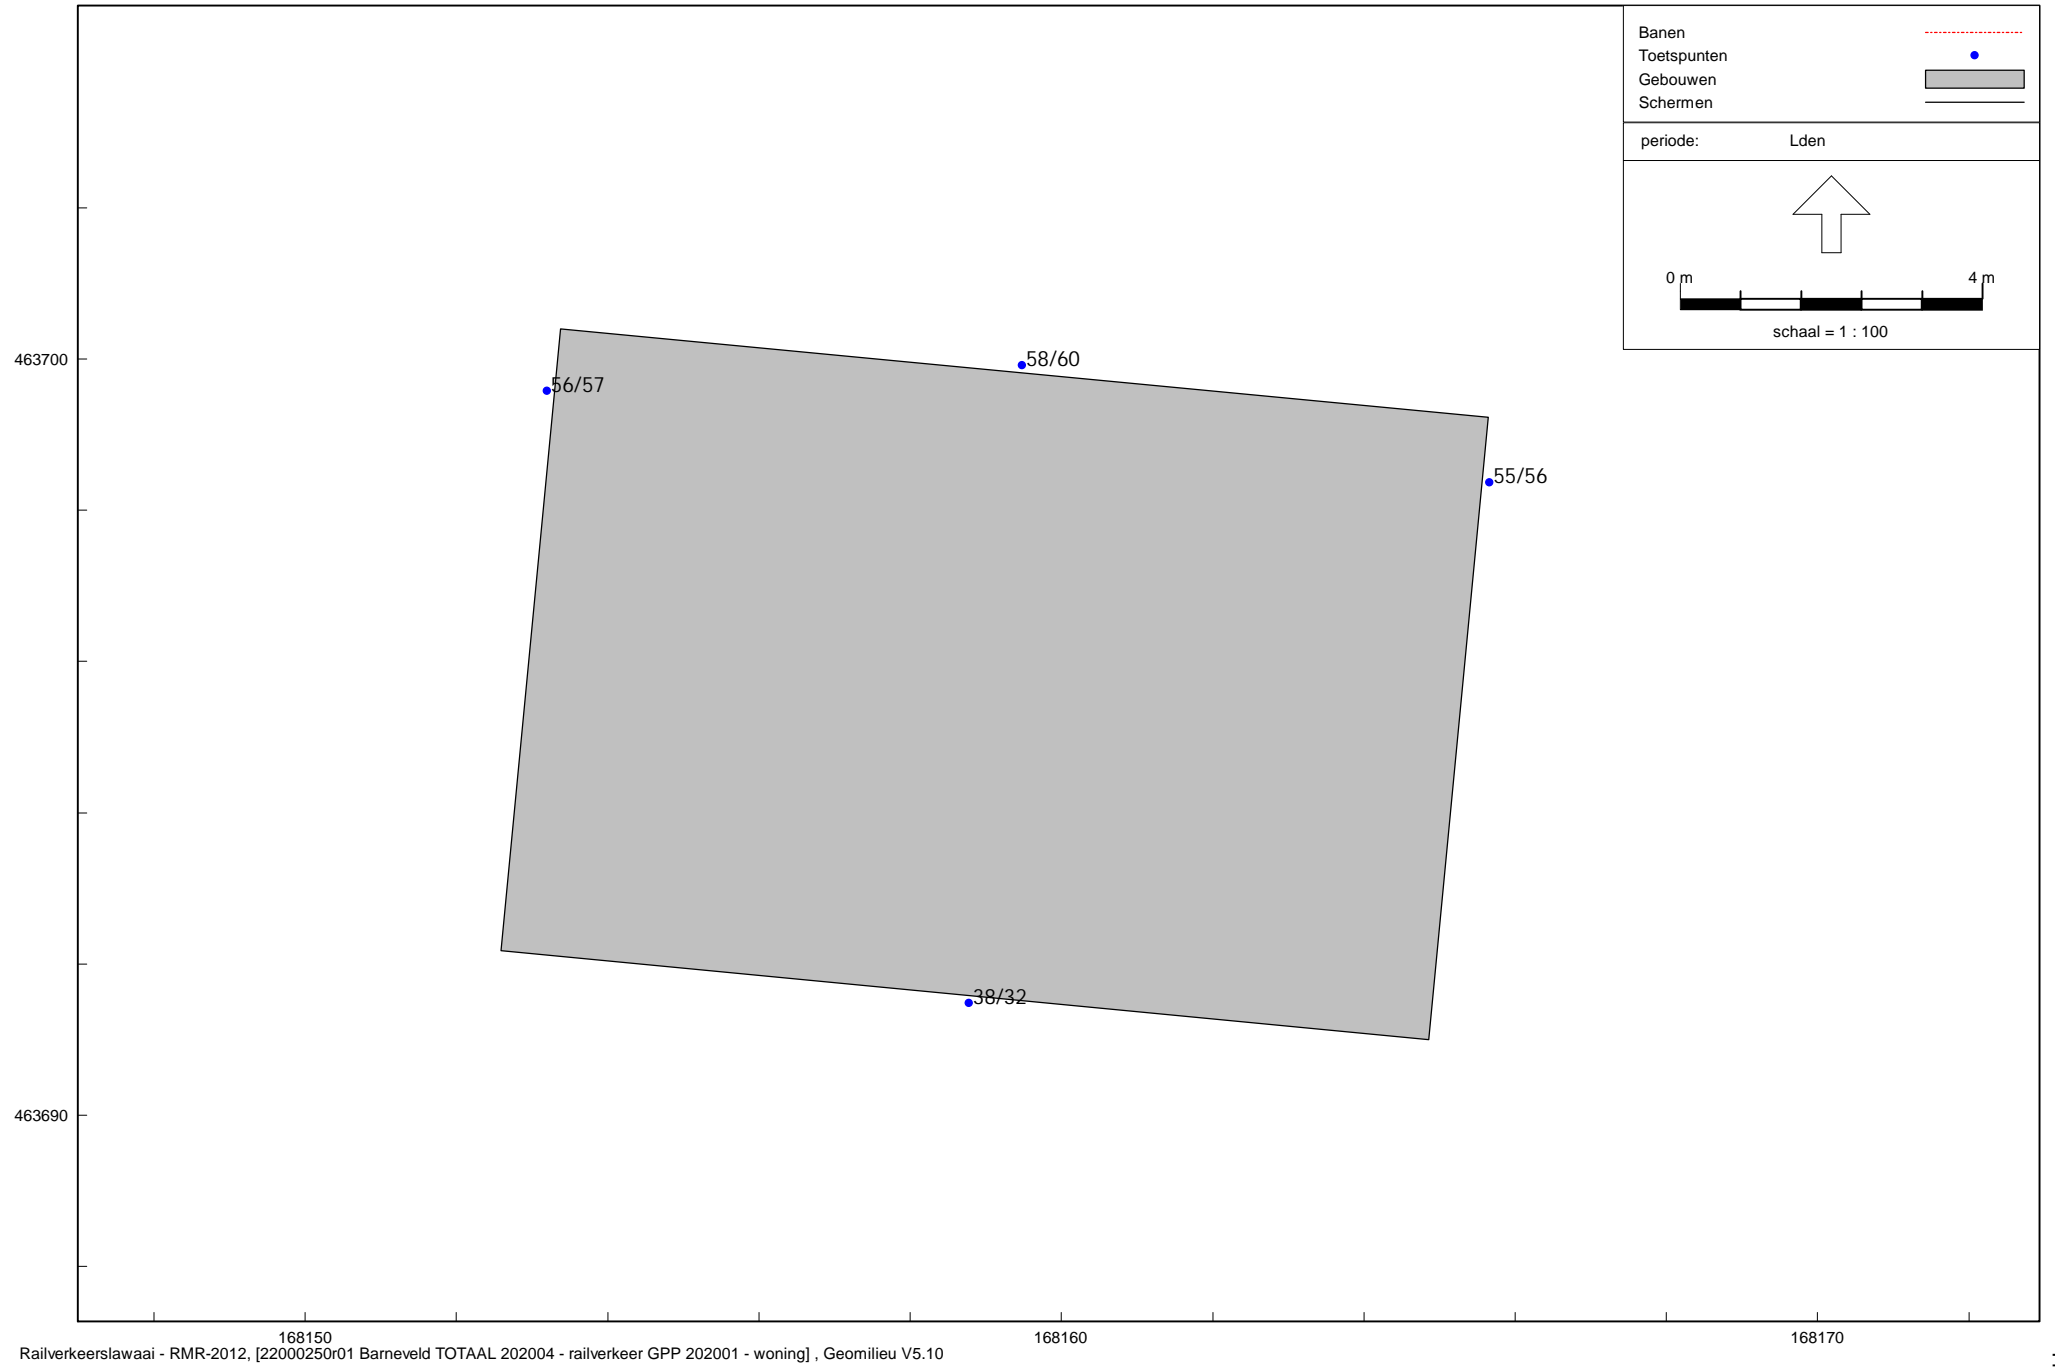 Banen
Toetspunten
Gebouwen
Schermen
periode: Lden
0 m 4 m
schaal = 1 : 100
463700
58/60
56/57
55/56
38/32
463690
168150 168160 168170
Railverkeerslawaai - RMR-2012, [22000250r01 Barneveld TOTAAL 202004 - railverkeer GPP 202001 - woning] , Geomilieu V5.10